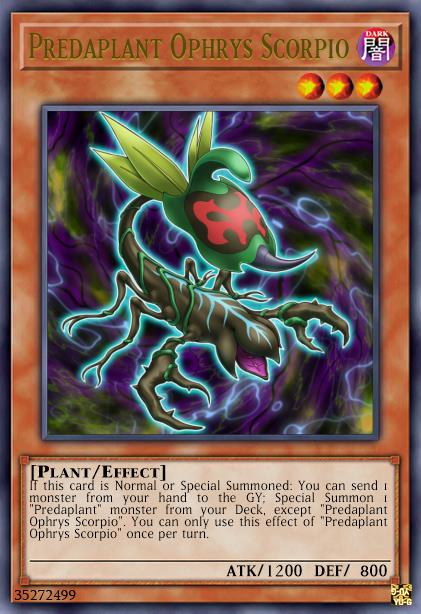 PREDAPLANT OPHRYS SCORPIO
DARK
闇
[PLANT/EFFECT]
If this card is Normal or Special Summoned: You can send 1
monster from your hand to the GY; Special Summon 1
"Predaplant" monster from your Deck, except "Predaplant
Ophrys Scorpio". You can only use this effect of "Predaplant
Ophrys Scorpio" once per turn.
ATK/1200 DEF/ 800
35272499